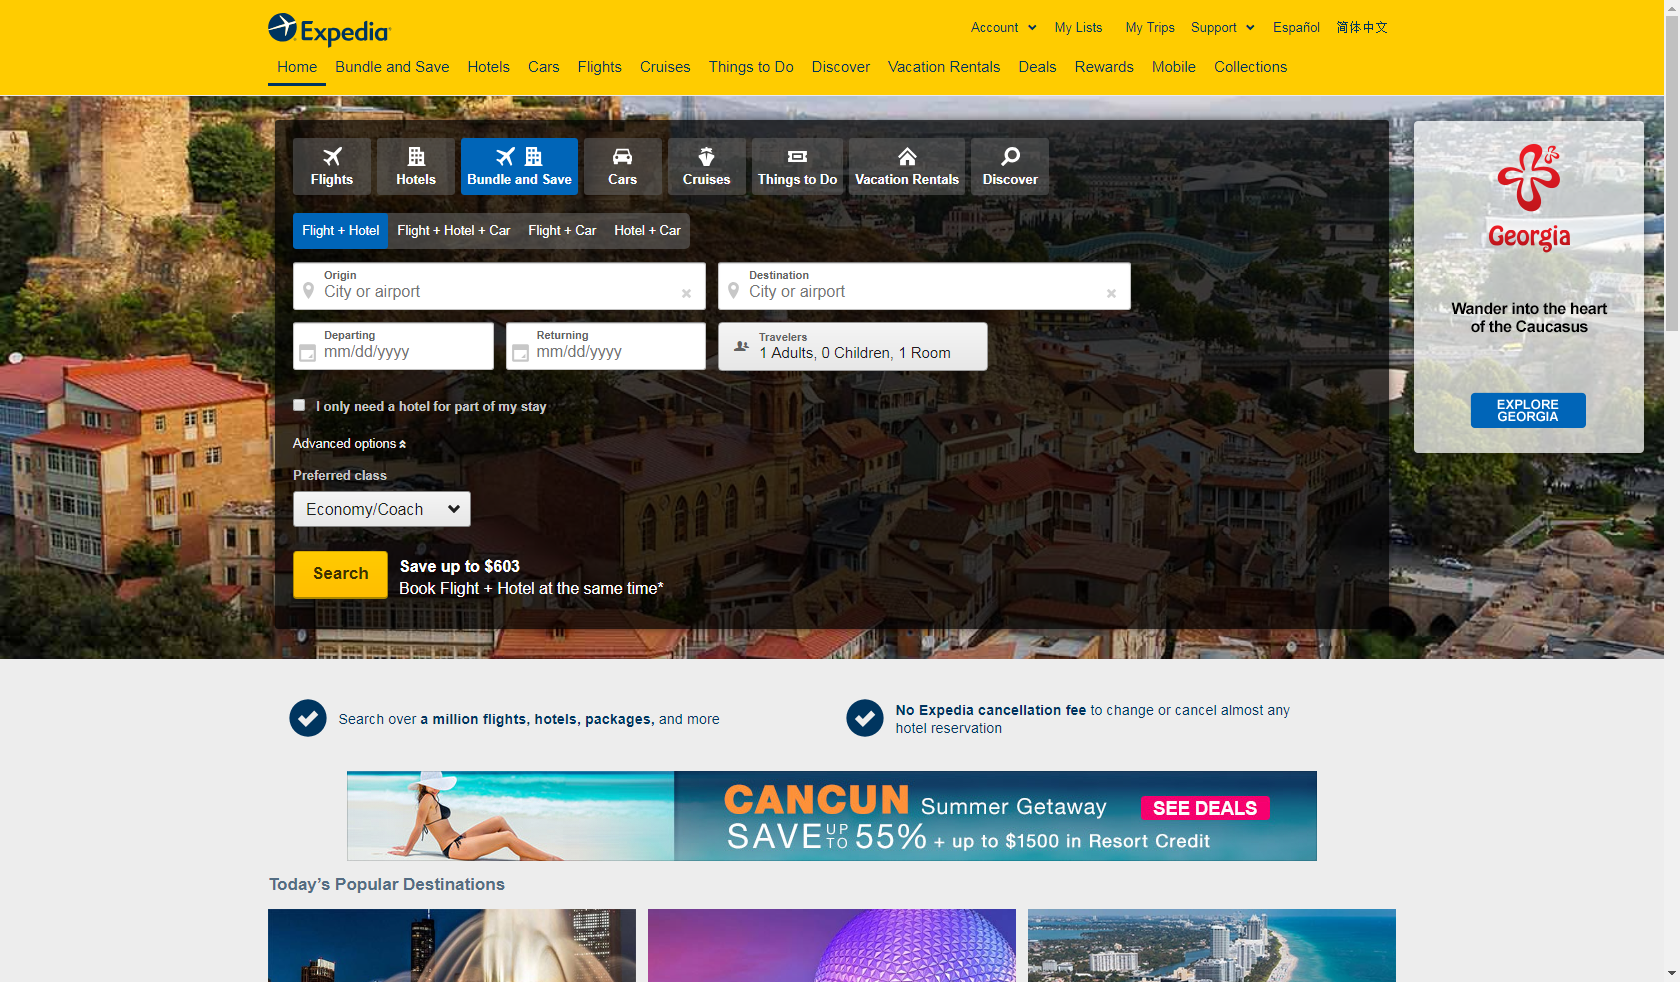 Expedia
Account
My Lists
My Trips
Support
Español
简体中文
Home
Bundle and Save
Hotels
Cars
Flights
Cruises
Things to Do
Discover
Vacation Rentals
Deals
Rewards
Mobile
Collections
Flights
Hotels
Bundle and Save
Cars
Cruises
Things to Do
Vacation Rentals
Discover
Flight + Hotel
Flight + Hotel + Car
Flight + Car
Hotel + Car
Origin
City or airport
Destination
City or airport
Departing
mm/dd/yyyy
Returning
mm/dd/yyyy
Travelers
1 Adults, 0 Children, 1 Room
I only need a hotel for part of my stay
Advanced options
Preferred class
Economy/Coach
Search
Save up to $603
Book Flight + Hotel at the same time*
Georgia
Wander into the heart
of the Caucasus
EXPLORE
GEORGIA
Search over a million flights, hotels, packages, and more
No Expedia cancellation fee to change or cancel almost any
hotel reservation
CANCUN Summer Getaway
SEE DEALS
SAVE UP TO 55% + up to $1500 in Resort Credit
Today’s Popular Destinations